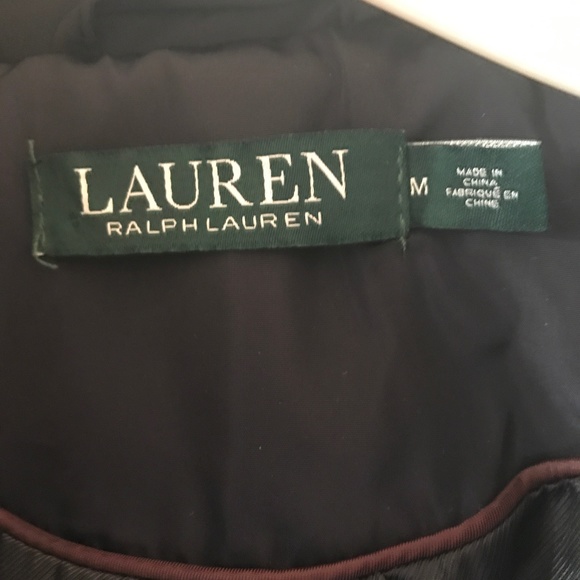 LAUREN
RALPH LAUREN
M
MADE IN
CHINA
FABRIQUÉ EN
CHINE